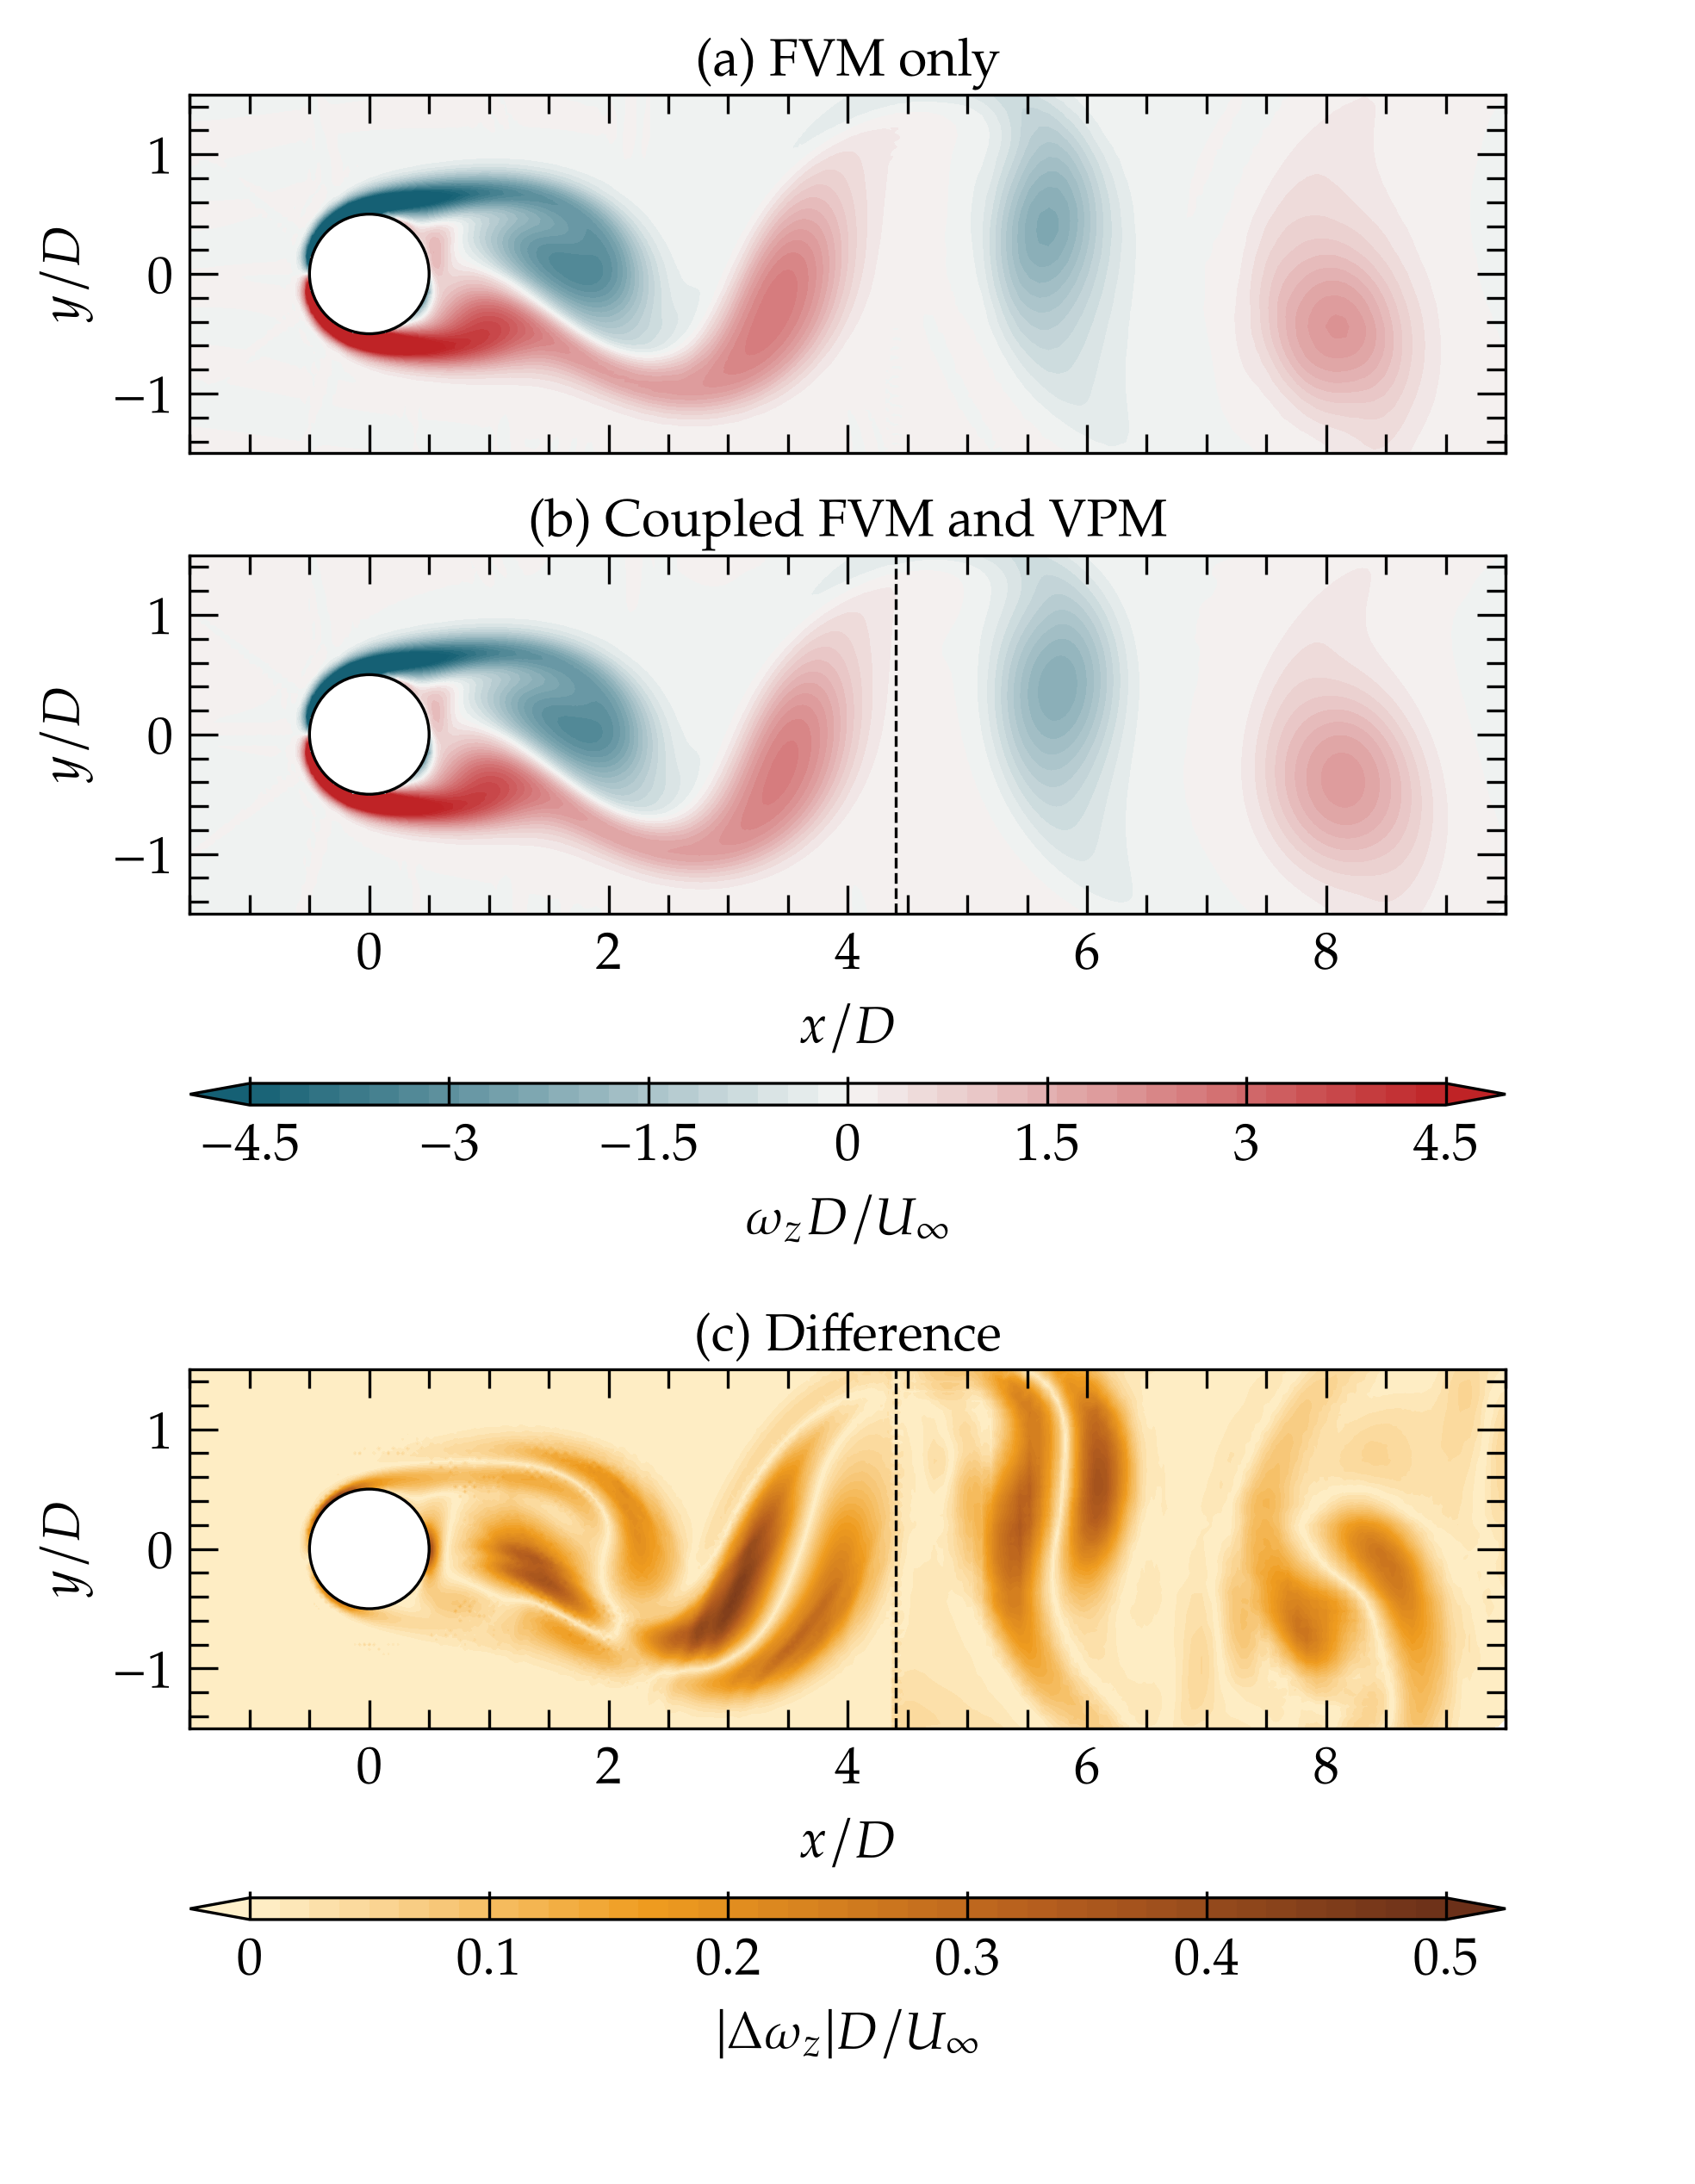 (a) FVM only
1
0
−1
y/D
(b) Coupled FVM and VPM
1
0
−1
y/D
0 2 4 6 8
x/D
−4.5 −3 −1.5 0 1.5 3 4.5
ω_z D/U_∞
(c) Difference
1
0
−1
y/D
0 2 4 6 8
x/D
0 0.1 0.2 0.3 0.4 0.5
|Δω_z|D/U_∞